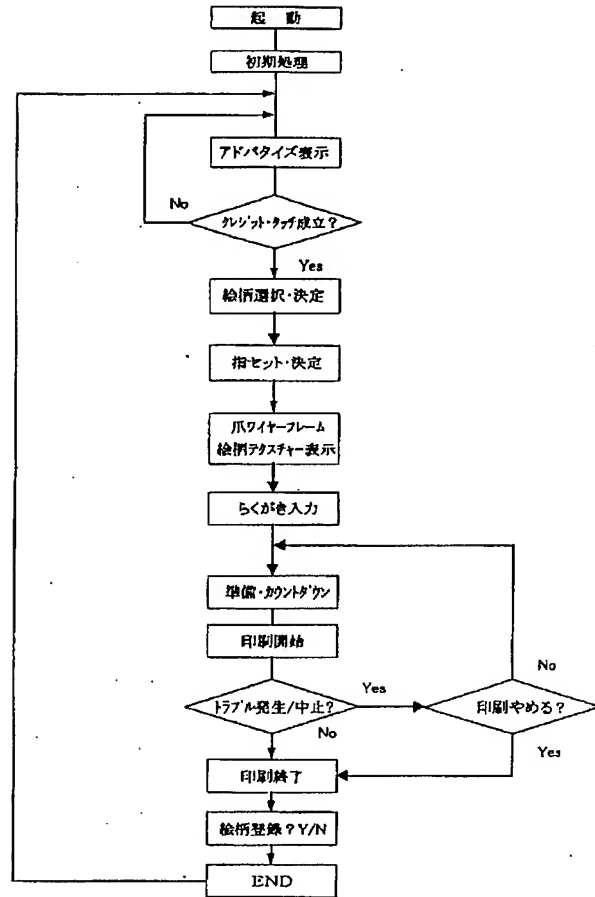 起　動
初期処理
アドバタイズ表示
No
クレジット・タッチ成立?
Yes
絵柄選択・決定
指セット・決定
爪ワイヤーフレーム
絵柄テクスチャー表示
らくがき入力
準備・カウントダウン
印刷開始
No
トラブル発生/中止?
Yes
印刷やめる?
No
Yes
印刷終了
絵柄登録?Y/N
END